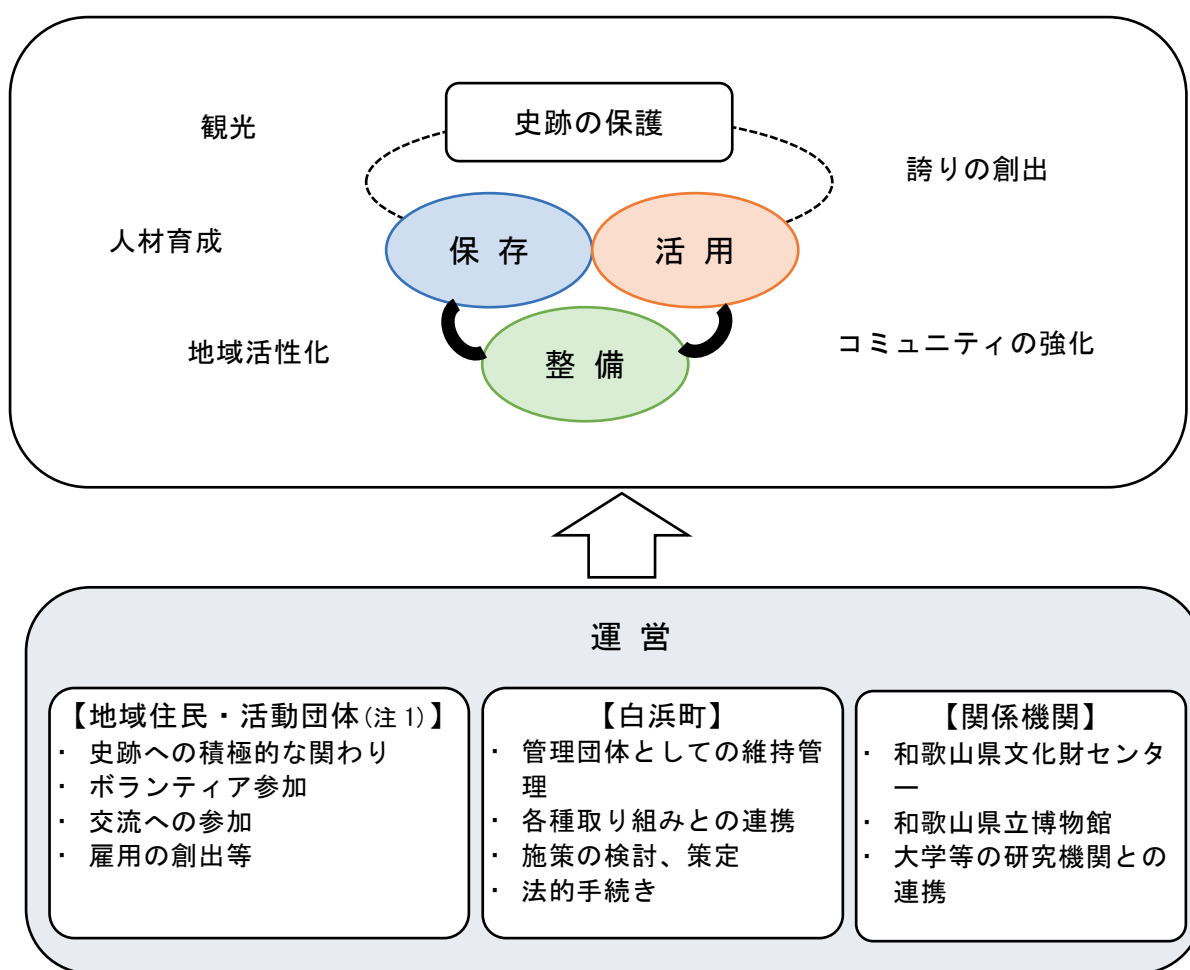 史跡の保護
観光
誇りの創出
人材育成
保 存
活 用
地域活性化
コミュニティの強化
整 備
運 営
【地域住民・活動団体(注 1)】
・ 史跡への積極的な関わり
・ ボランティア参加
・ 交流への参加
・ 雇用の創出等
【白浜町】
・ 管理団体としての維持管
理
・ 各種取り組みとの連携
・ 施策の検討、策定
・ 法的手続き
【関係機関】
・ 和歌山県文化財センタ
ー
・ 和歌山県立博物館
・ 大学等の研究機関との
連携